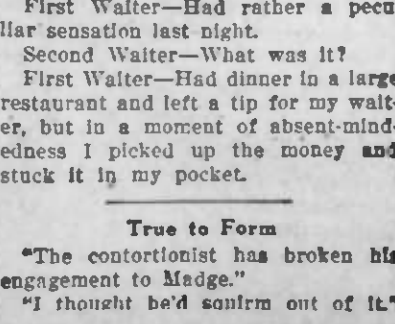 First Waiter—Had rather a pecu
liar sensation last night.
Second Waiter—What was it?
First Waiter—Had dinner in a large
restaurant and left a tip for my wait-
er, but in a moment of absent-mind-
edness I picked up the money and
stuck it in my pocket.
True to Form
"The contortionist has broken his
engagement to Madge."
"I thought he'd squirm out of it."